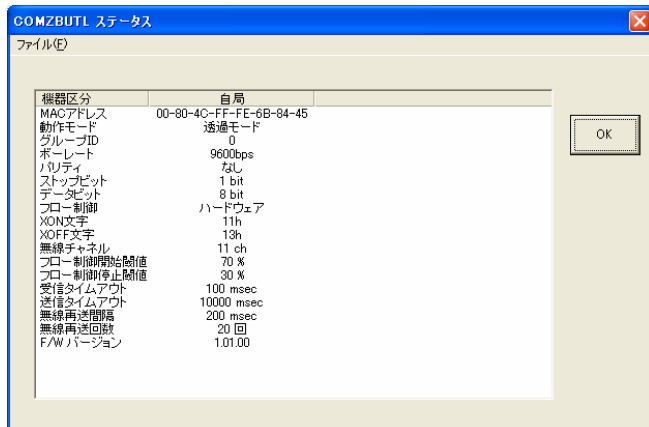 COMZBUTL ステータス
ファイル(F)
機器区分 自局
MACアドレス 00-80-4C-FF-FE-6B-84-45
動作モード 透過モード
グループID 0
ボーレート 9600bps
パリティ なし
ストップビット 1 bit
データビット 8 bit
フロー制御 ハードウェア
XON文字 11h
XOFF文字 13h
無線チャネル 11 ch
フロー制御開始閾値 70 %
フロー制御停止閾値 30 %
受信タイムアウト 100 msec
送信タイムアウト 10000 msec
無線再送間隔 200 msec
無線再送回数 20 回
F/W バージョン 1.01.00
OK